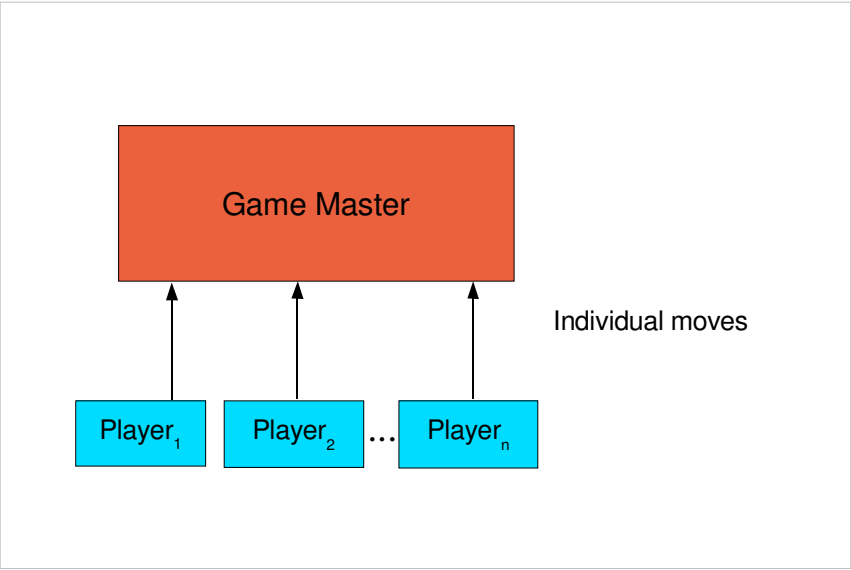 Game Master
Individual moves
Player₁ Player₂ ... Playerₙ